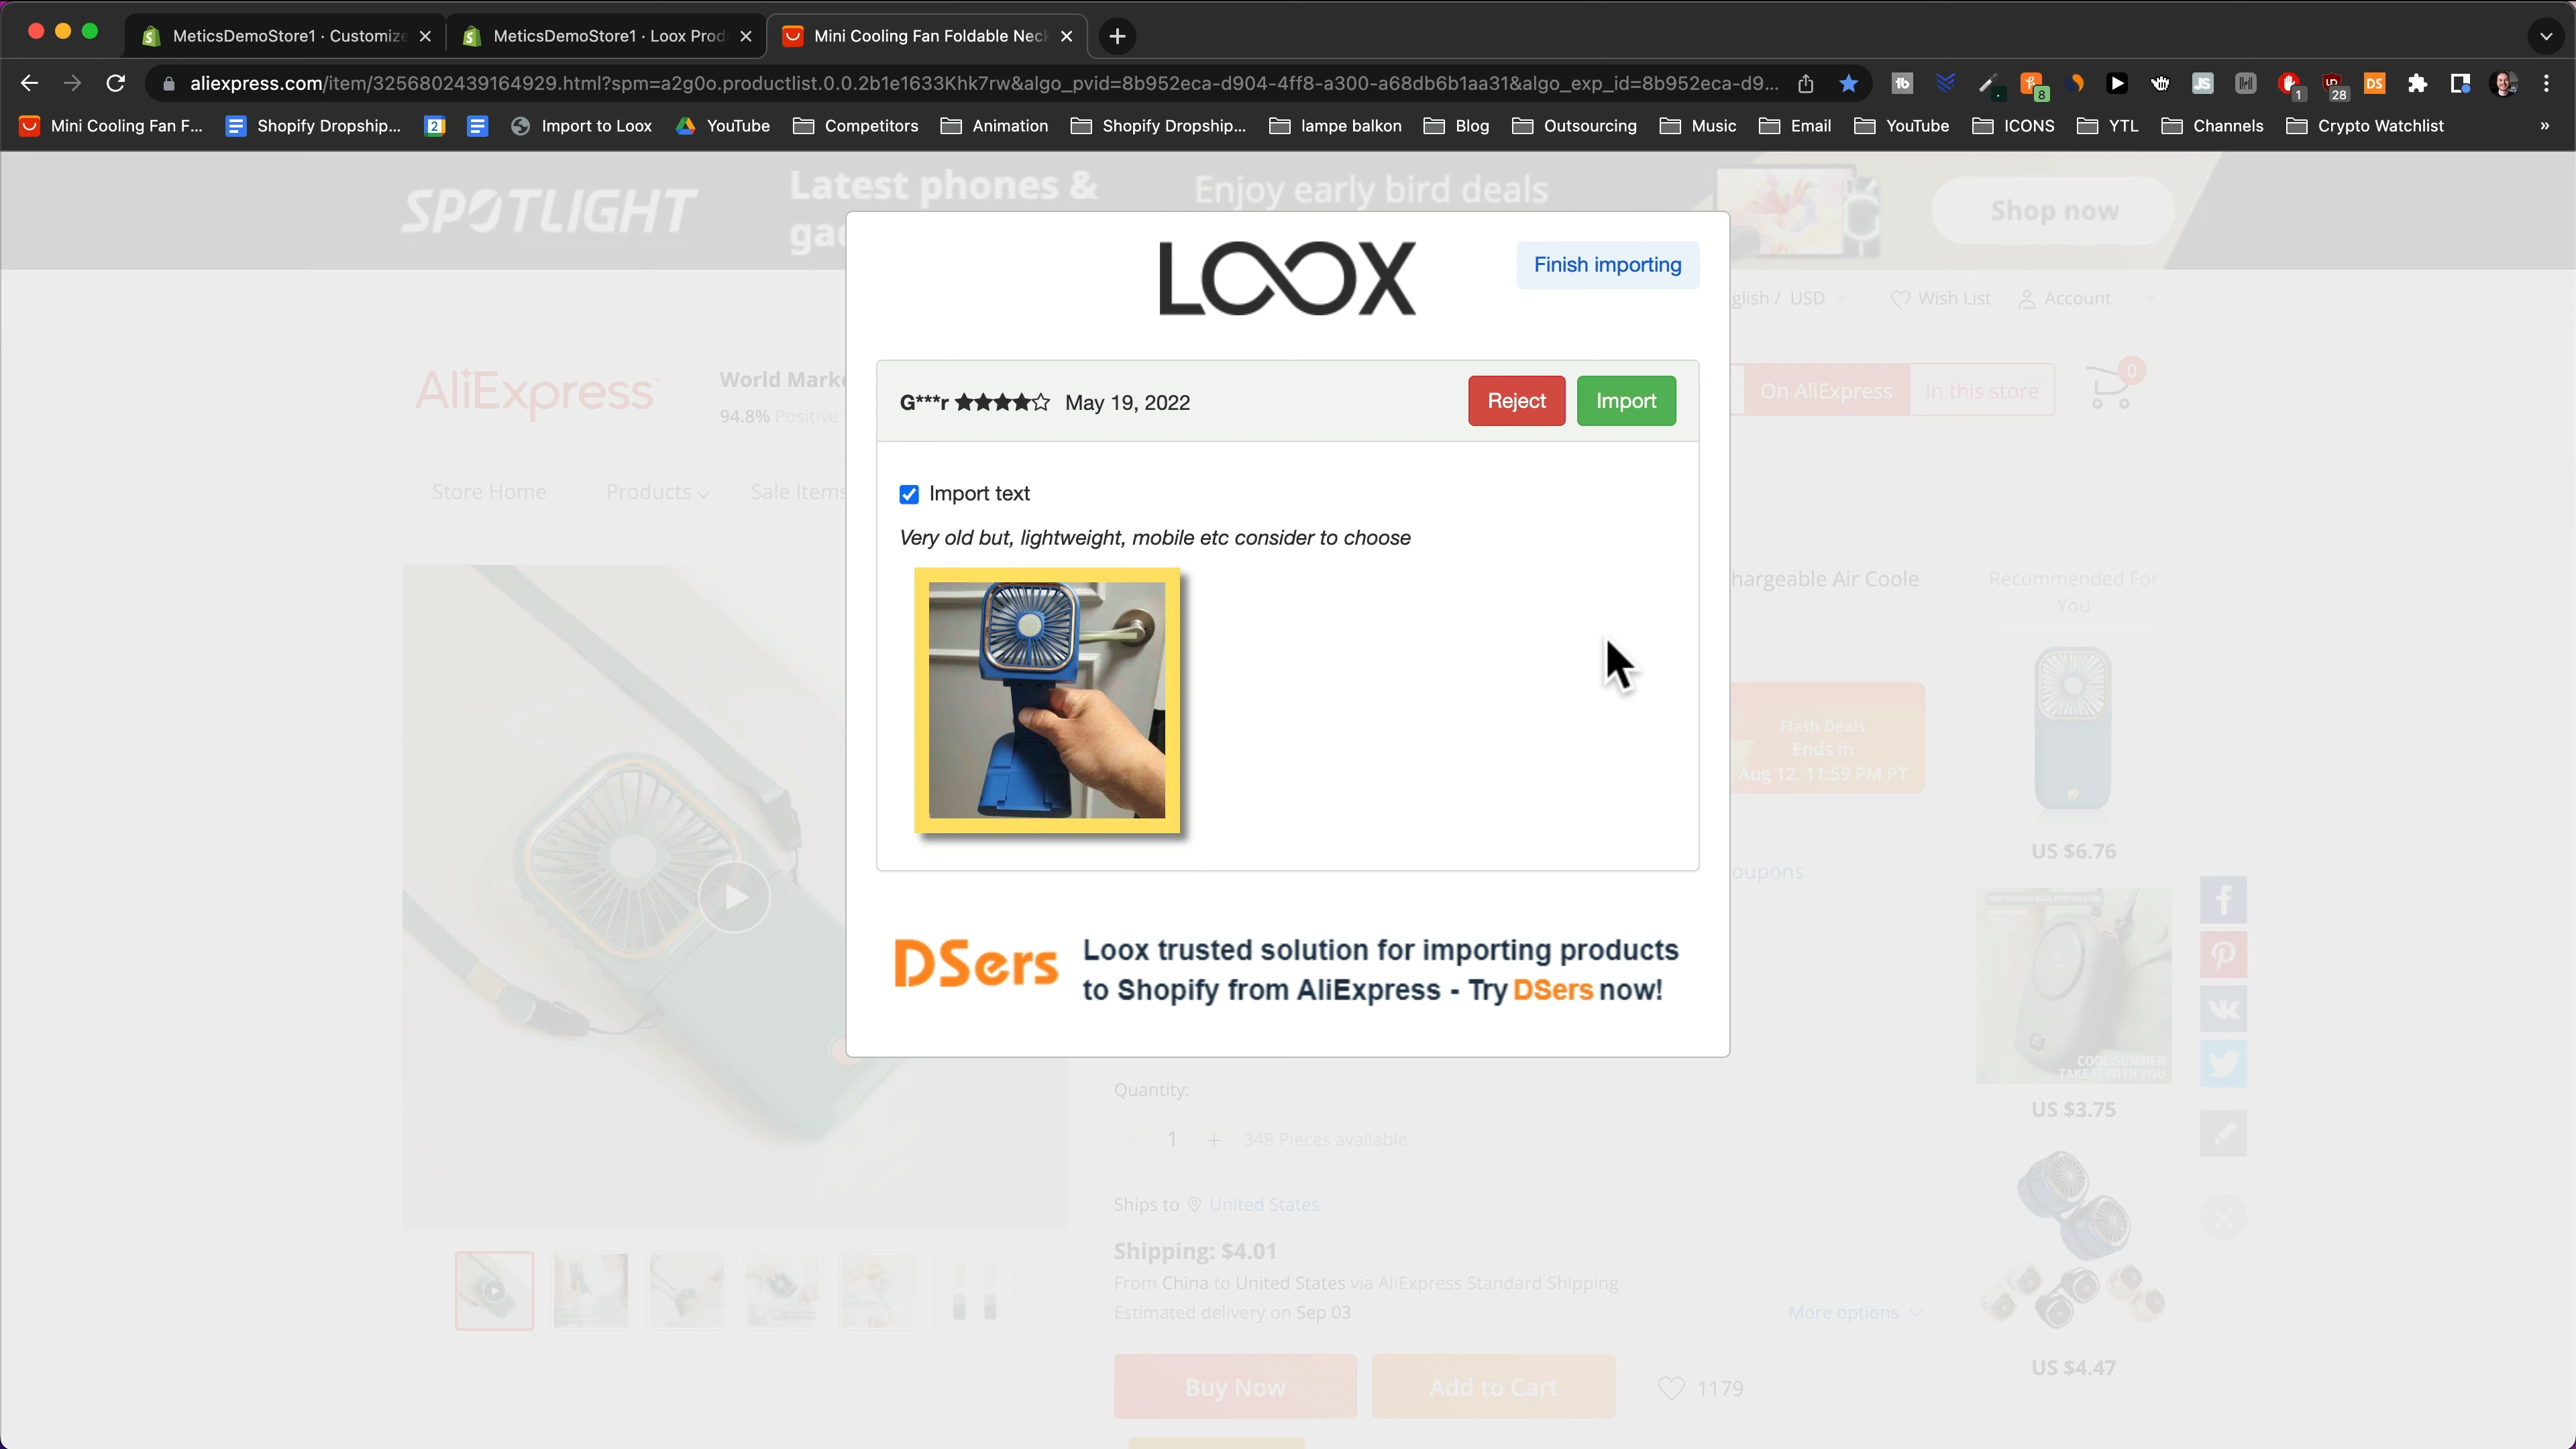 MeticsDemoStore1 · Customize
MeticsDemoStore1 · Loox Prod
Mini Cooling Fan Foldable Neck
aliexpress.com/item/3256802439164929.html?spm=a2g0o.productlist.0.0.2b1e1633Khk7rw&algo_pvid=8b952eca-d904-4ff8-a300-a68db6b1aa31&algo_exp_id=8b952eca-d9...
Mini Cooling Fan F...
Shopify Dropship...
Import to Loox
YouTube
Competitors
Animation
Shopify Dropship...
lampe balkon
Blog
Outsourcing
Music
Email
YouTube
ICONS
YTL
Channels
Crypto Watchlist
SPOTLIGHT
Latest phones &
Enjoy early bird deals
Shop now
LOOX
Finish importing
glish / USD
Wish List
Account
AliExpress
World Marke
94.8% Positive
On AliExpress
In this store
0
G***r
May 19, 2022
Reject
Import
Store Home
Products
Sale Items
Import text
Very old but, lightweight, mobile etc consider to choose
hargeable Air Coole
Recommended For
You
Flash Deals
Ends in
Aug 12, 11:59 PM PT
US $6.76
oupons
DSers
Loox trusted solution for importing products
to Shopify from AliExpress - Try DSers now!
COOL SUMMER
TAKE IT WITH YOU
US $3.75
Quantity:
1 + 348 Pieces available
Ships to United States
Shipping: $4.01
From China to United States via AliExpress Standard Shipping
Estimated delivery on Sep 03
More options
US $4.47
Buy Now
Add to Cart
1179